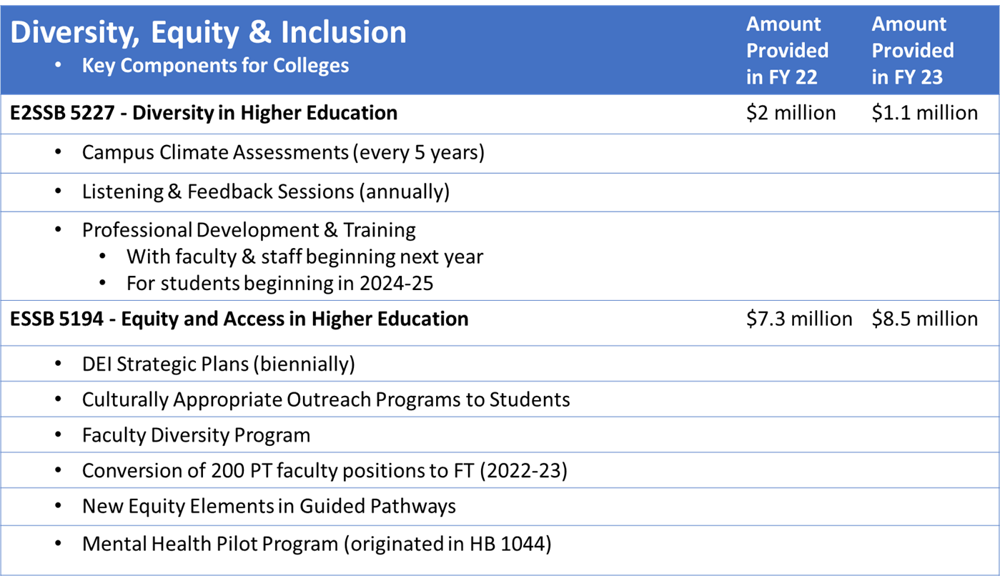 Diversity, Equity & Inclusion
• Key Components for Colleges
Amount
Provided
in FY 22
Amount
Provided
in FY 23
E2SSB 5227 - Diversity in Higher Education $2 million $1.1 million
• Campus Climate Assessments (every 5 years)
• Listening & Feedback Sessions (annually)
• Professional Development & Training
• With faculty & staff beginning next year
• For students beginning in 2024-25
ESSB 5194 - Equity and Access in Higher Education $7.3 million $8.5 million
• DEI Strategic Plans (biennially)
• Culturally Appropriate Outreach Programs to Students
• Faculty Diversity Program
• Conversion of 200 PT faculty positions to FT (2022-23)
• New Equity Elements in Guided Pathways
• Mental Health Pilot Program (originated in HB 1044)